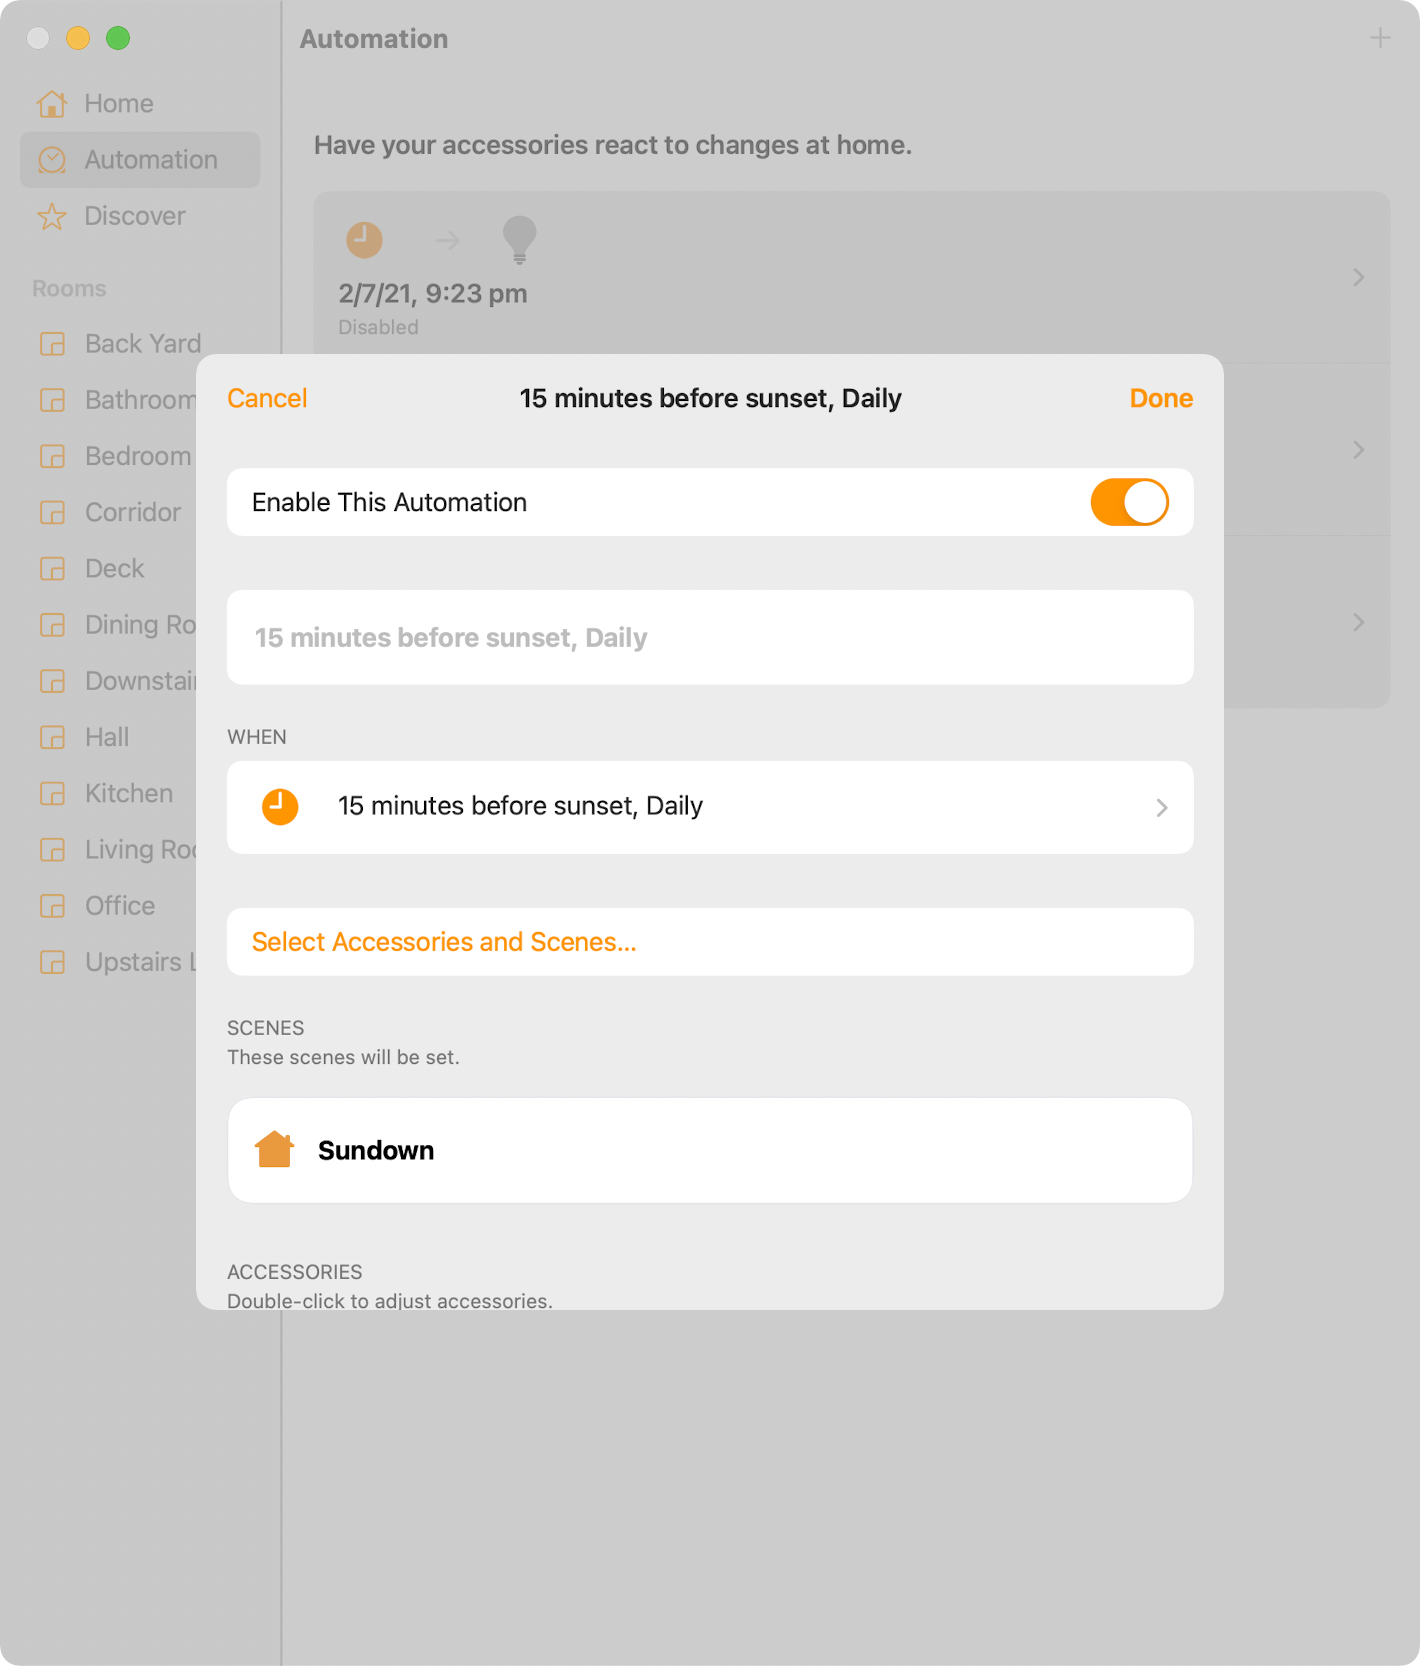 Automation
Home
Automation
Discover
Rooms
Back Yard
Bathroom
Bedroom
Corridor
Deck
Dining Ro
Downstair
Hall
Kitchen
Living Roo
Office
Upstairs L
Have your accessories react to changes at home.
2/7/21, 9:23 pm
Disabled
Cancel
15 minutes before sunset, Daily
Done
Enable This Automation
15 minutes before sunset, Daily
WHEN
15 minutes before sunset, Daily
Select Accessories and Scenes...
SCENES
These scenes will be set.
Sundown
ACCESSORIES
Double-click to adjust accessories.